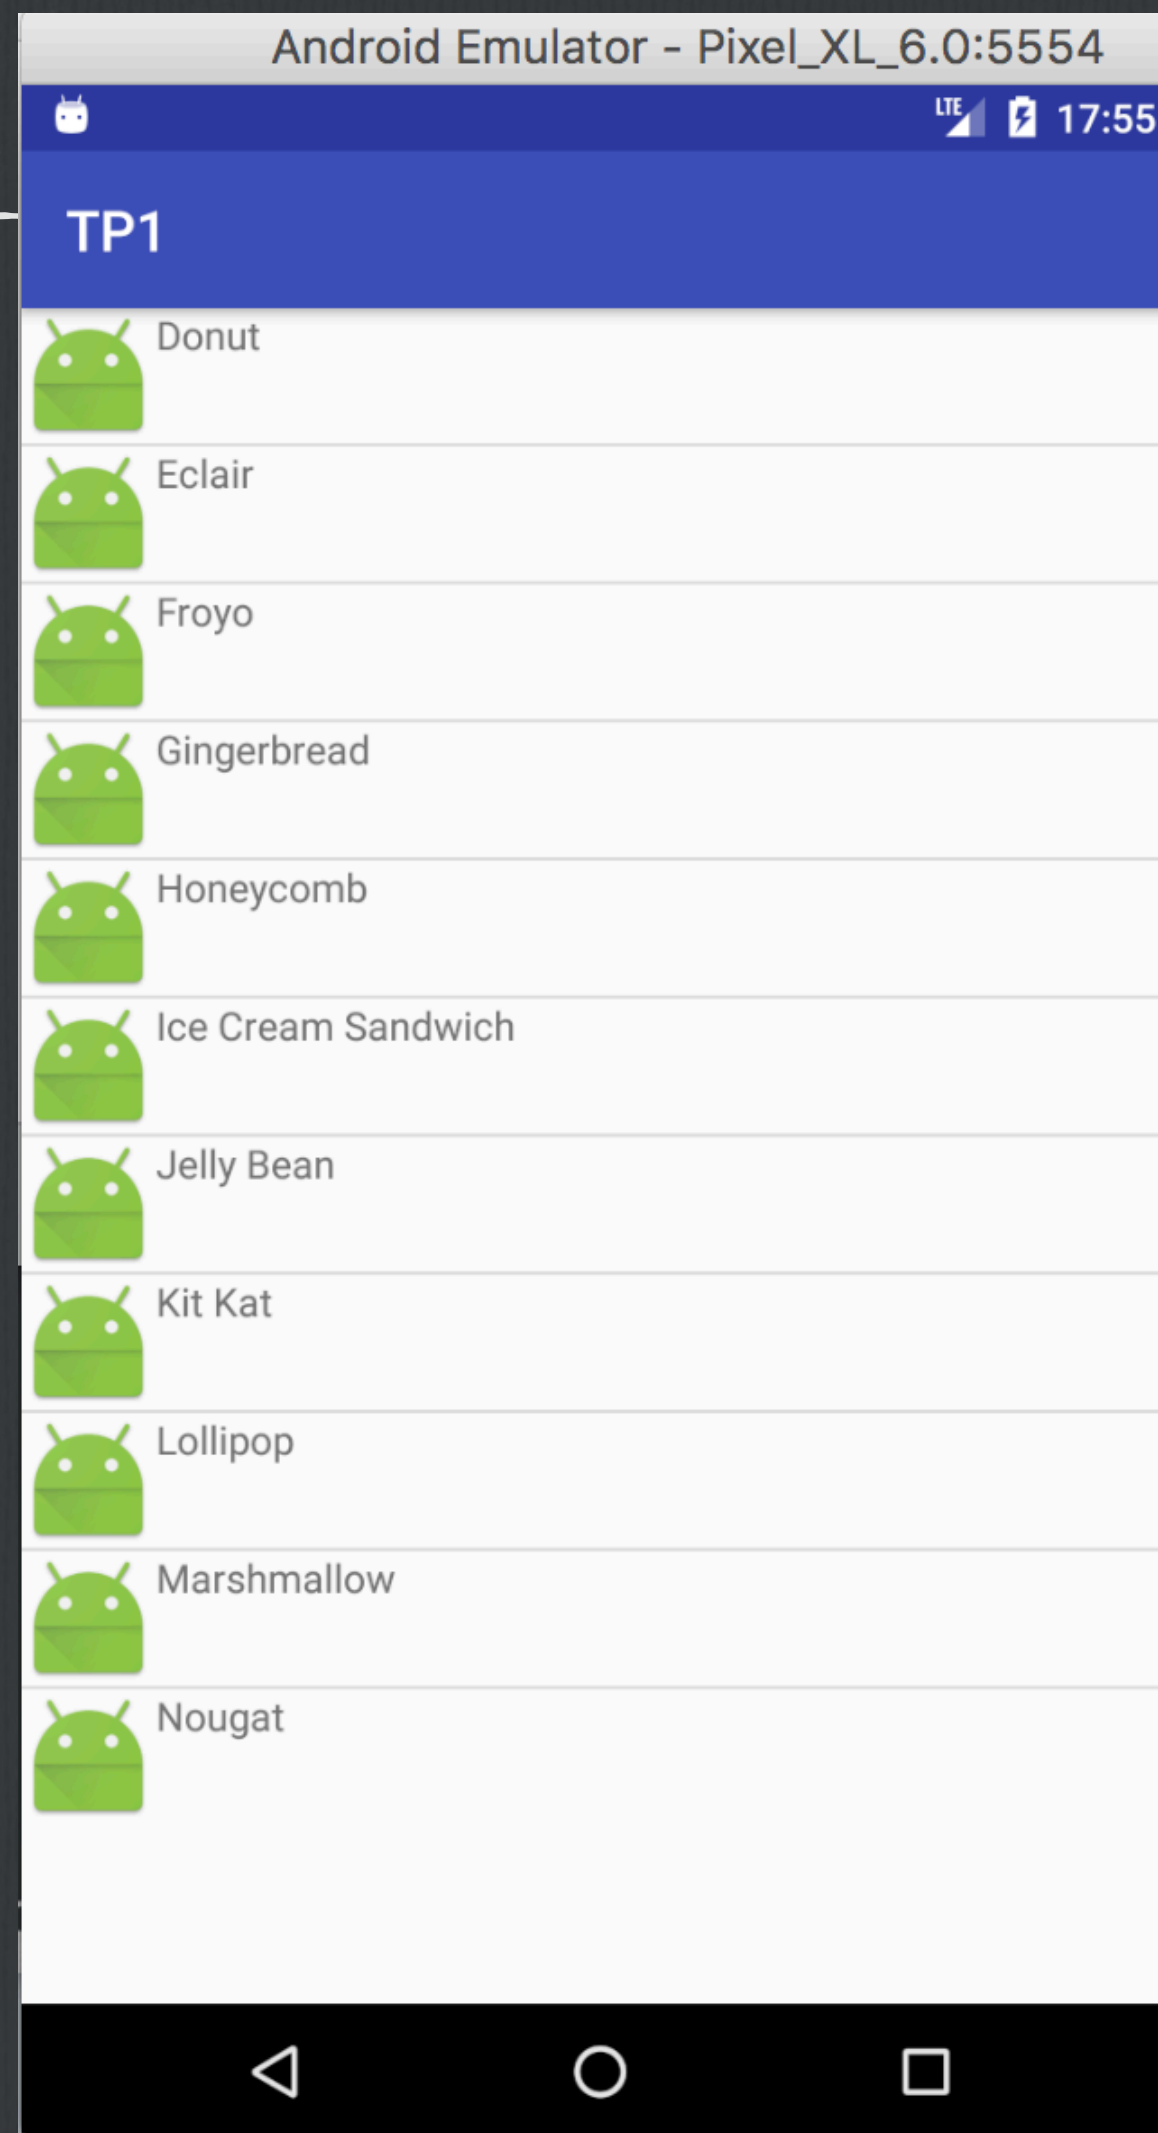 Android Emulator - Pixel_XL_6.0:5554
LTE 17:55
TP1
Donut
Eclair
Froyo
Gingerbread
Honeycomb
Ice Cream Sandwich
Jelly Bean
Kit Kat
Lollipop
Marshmallow
Nougat